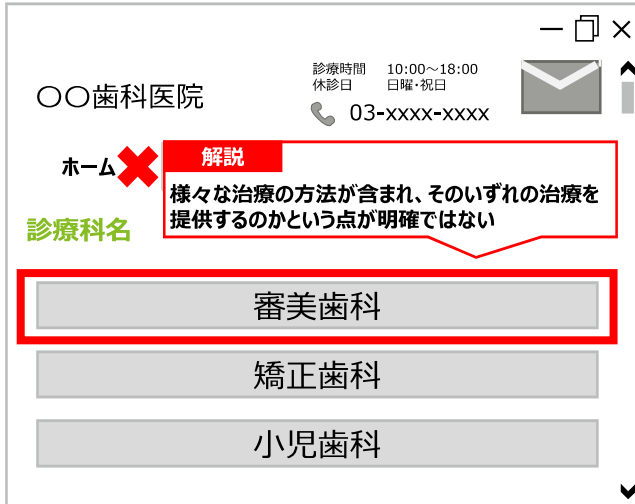 〇〇歯科医院
診療時間 10:00～18:00
休診日 日曜・祝日
03-xxxx-xxxx
ホーム
解説
様々な治療の方法が含まれ、そのいずれの治療を
提供するのかという点が明確ではない
診療科名
審美歯科
矯正歯科
小児歯科